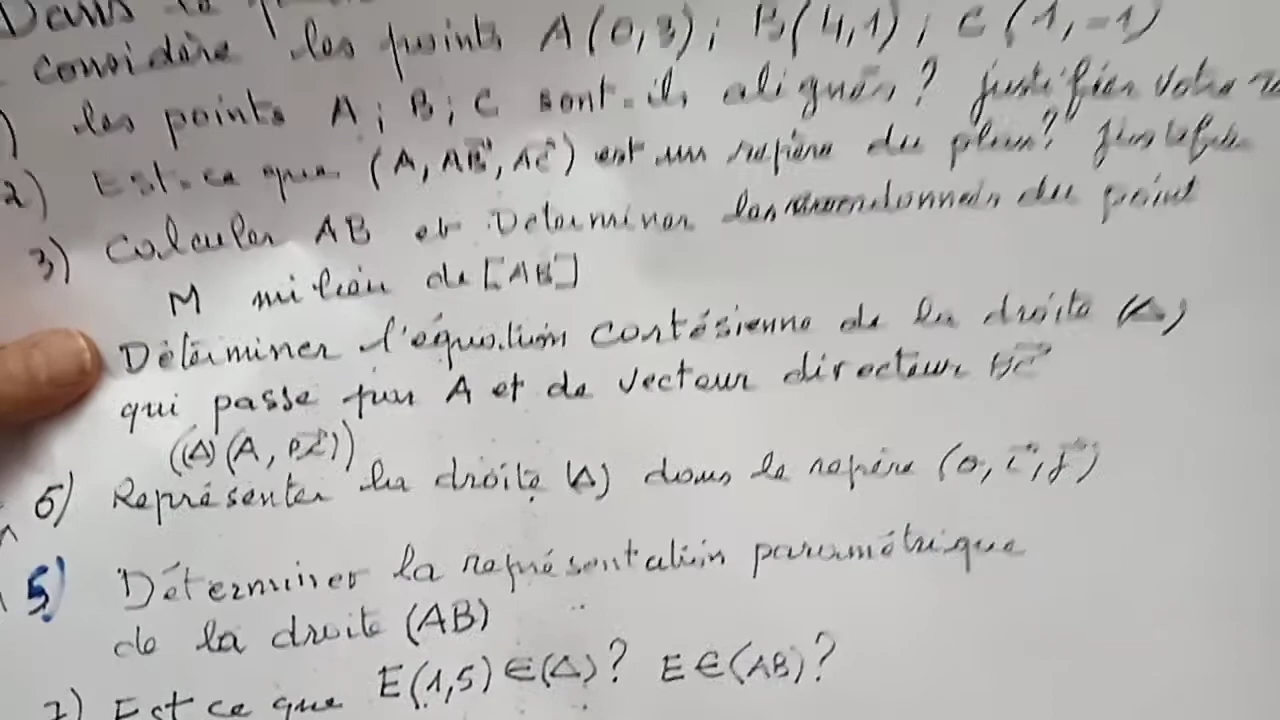 Dans le
considère les points A(0,3); B(4,1); C(1,-1)
) les points A; B; C sont-ils alignés? justifier votre
2) Est-ce que (A, AB, AC) est un repère du plan? Justifier
3) Calculer AB et Determiner les coordonnées du point
M milieu de [AB]
Déterminer l'équation cartésienne de la droite (Δ)
qui passe par A et de vecteur directeur BC
((Δ)(A, BC))
6) Représenter la droite (Δ) dans le repère (o, i, j)
5) Déterminer la représentation paramétrique
de la droite (AB)
7) Est ce que E(1,5) ∈ (Δ)? E ∈ (AB)?